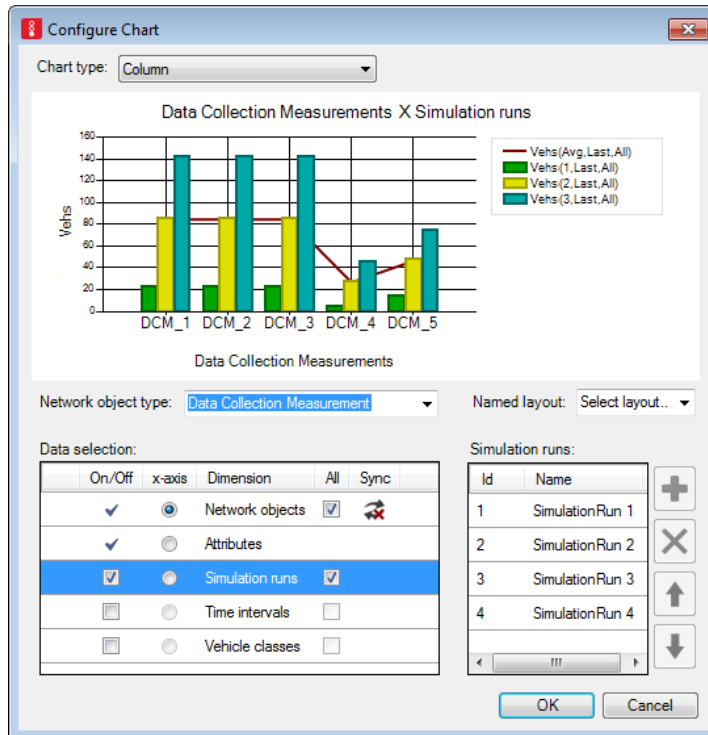 Configure Chart
Chart type: Column
Data Collection Measurements X Simulation runs
160
140
120
100
80
60
40
20
0
Vehs
Vehs(Avg,Last,All)
Vehs(1,Last,All)
Vehs(2,Last,All)
Vehs(3,Last,All)
DCM_1 DCM_2 DCM_3 DCM_4 DCM_5
Data Collection Measurements
Network object type: Data Collection Measurement Named layout: Select layout..
Data selection: Simulation runs:
On/Off x-axis Dimension All Sync Id Name
Network objects 1 SimulationRun 1
Attributes 2 SimulationRun 2
Simulation runs 3 SimulationRun 3
Time intervals 4 SimulationRun 4
Vehicle classes
OK Cancel